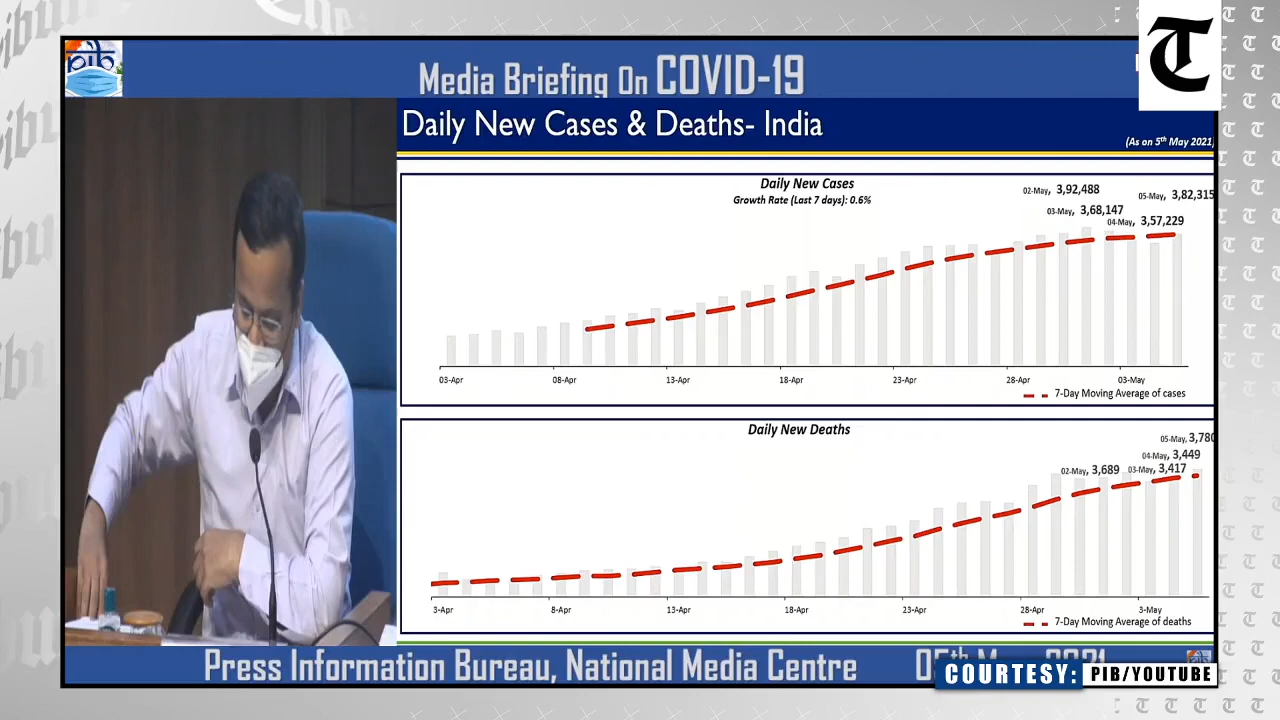 pib
Media Briefing On COVID-19
T
Daily New Cases & Deaths- India
(As on 5th May 2021)
Daily New Cases
Growth Rate (Last 7 days): 0.6%
02-May, 3,92,488
05-May, 3,82,315
03-May, 3,68,147
04-May, 3,57,229
03-Apr 08-Apr 13-Apr 18-Apr 23-Apr 28-Apr 03-May
7-Day Moving Average of cases
Daily New Deaths
05-May, 3,780
04-May, 3,449
02-May, 3,689 03-May, 3,417
3-Apr 8-Apr 13-Apr 18-Apr 23-Apr 28-Apr 3-May
7-Day Moving Average of deaths
Press Information Bureau, National Media Centre 05th May 2021
COURTESY: PIB/YOUTUBE